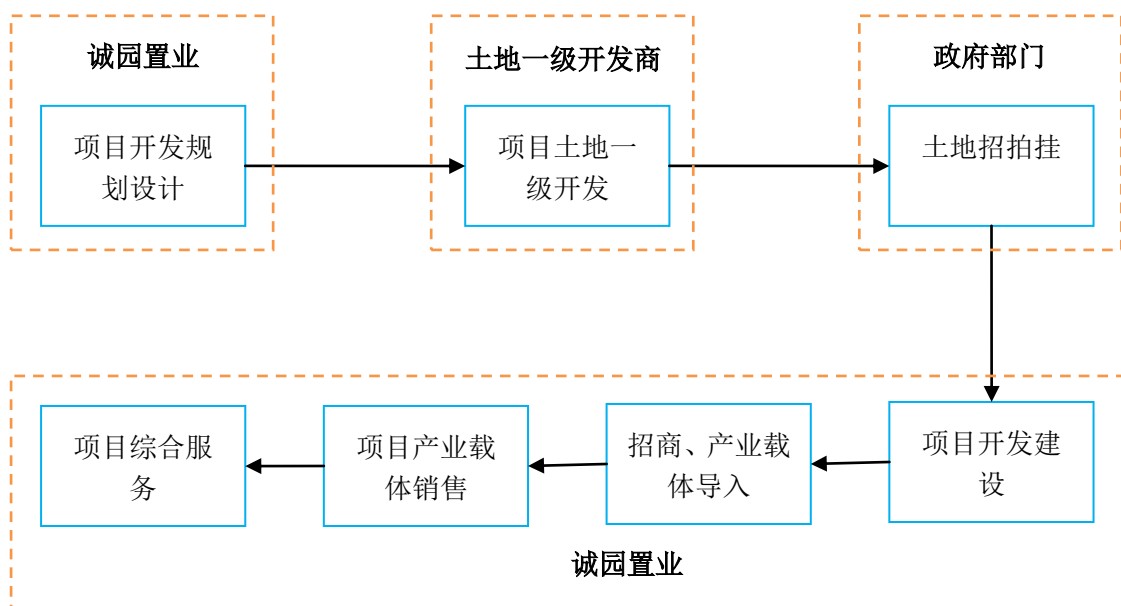 诚园置业
土地一级开发商
政府部门
项目开发规
划设计
项目土地一
级开发
土地招拍挂
项目综合服
务
项目产业载
体销售
招商、产业载
体导入
项目开发建
设
诚园置业